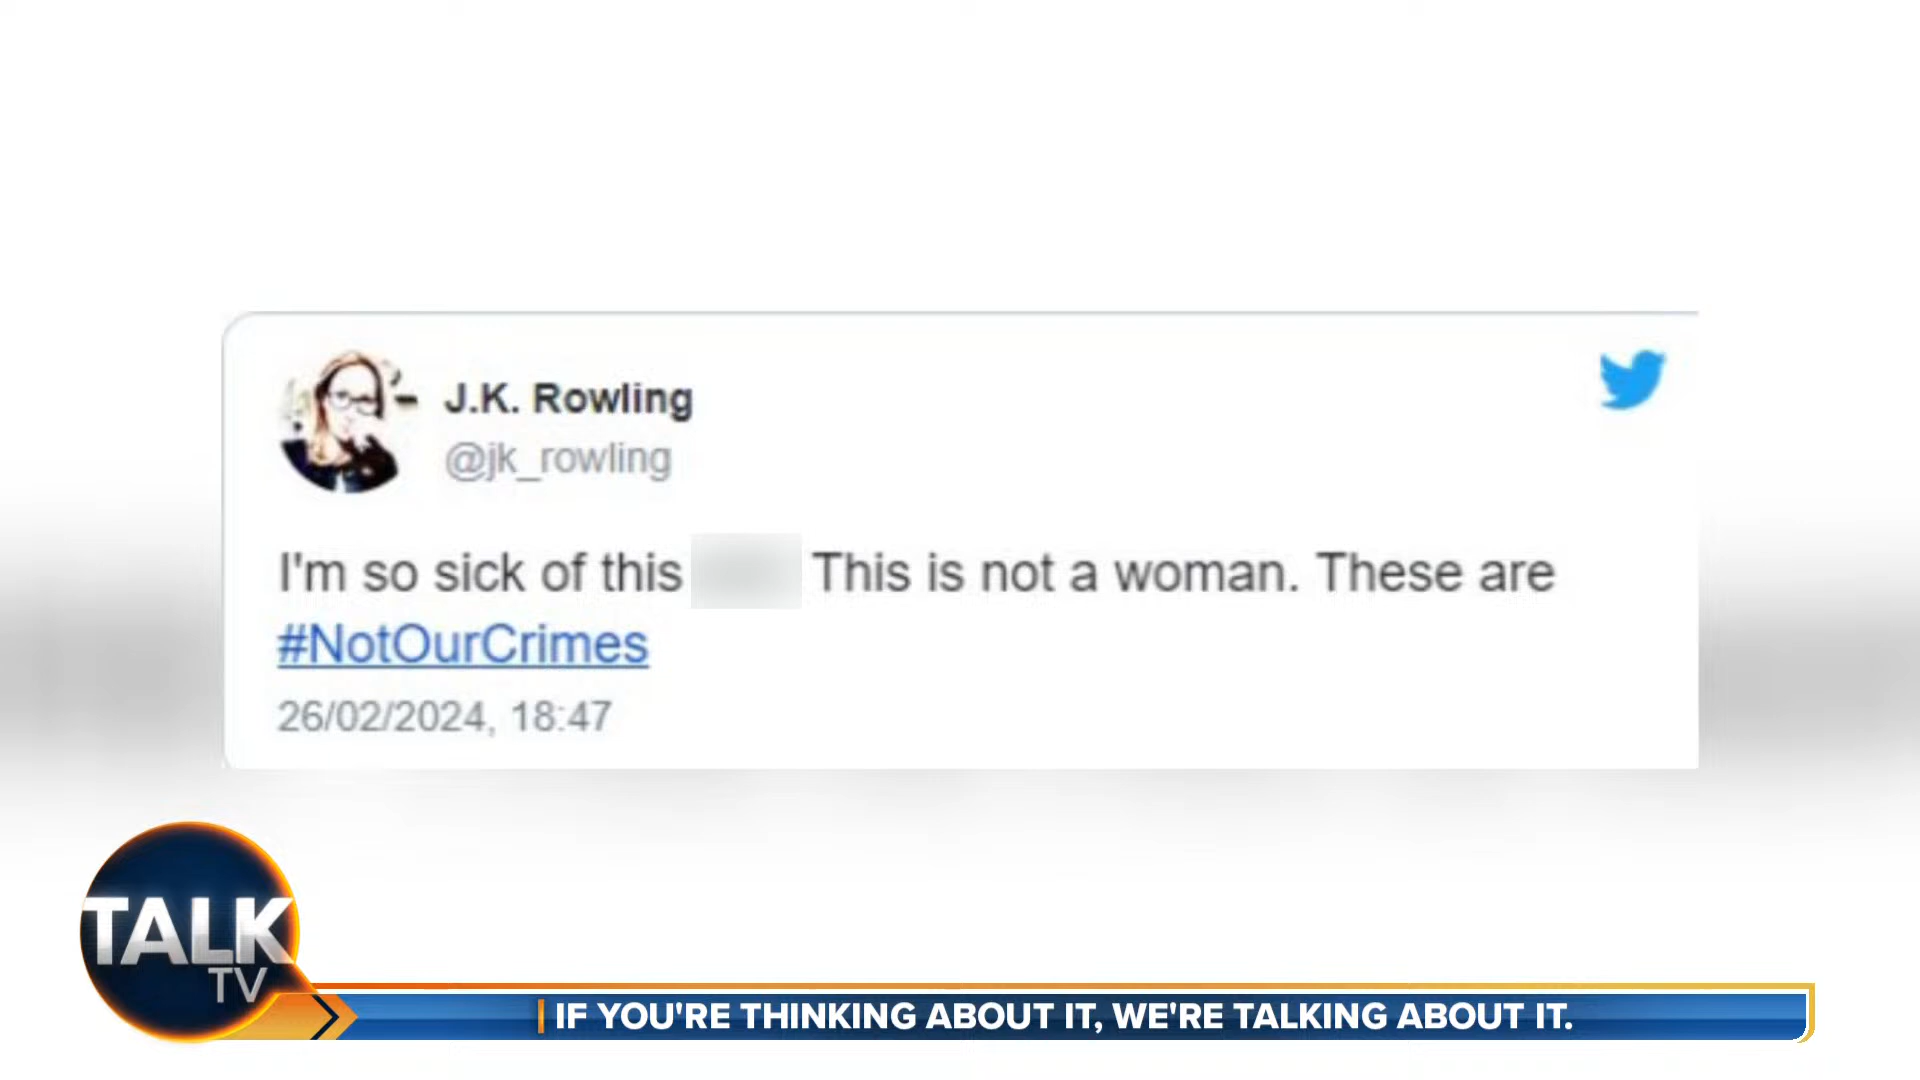 J.K. Rowling
@jk_rowling
I'm so sick of this This is not a woman. These are
#NotOurCrimes
26/02/2024, 18:47
TALK
TV
IF YOU'RE THINKING ABOUT IT, WE'RE TALKING ABOUT IT.